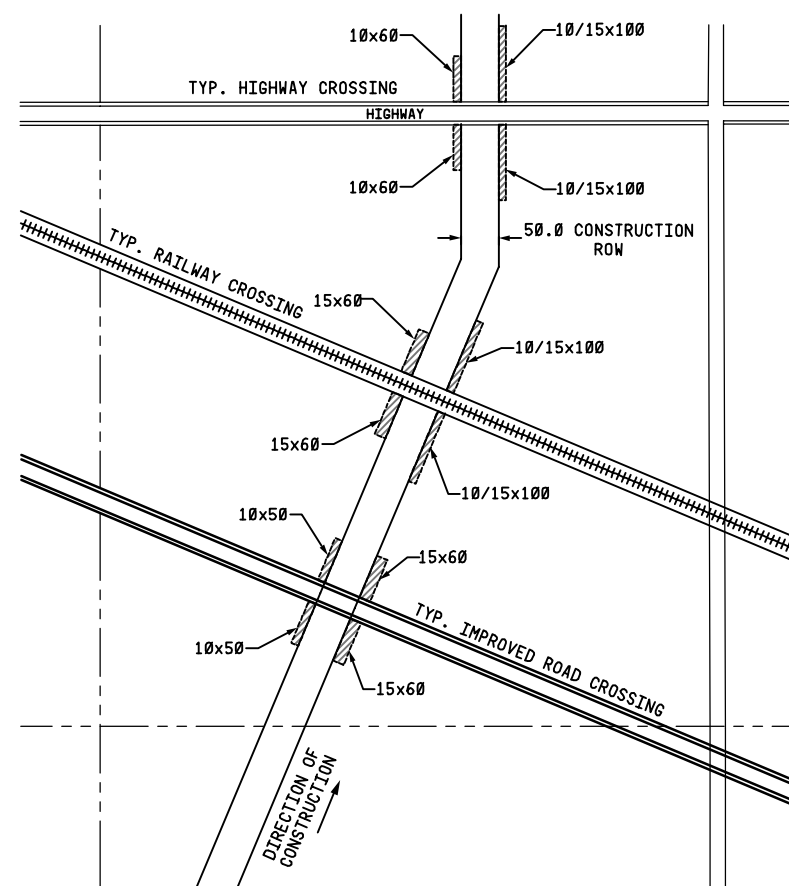 10x60
10/15x100
TYP. HIGHWAY CROSSING
HIGHWAY
10x60
10/15x100
50.0 CONSTRUCTION
ROW
TYP. RAILWAY CROSSING
15x60
10/15x100
15x60
10/15x100
10x50
15x60
TYP. IMPROVED ROAD CROSSING
10x50
15x60
DIRECTION OF
CONSTRUCTION